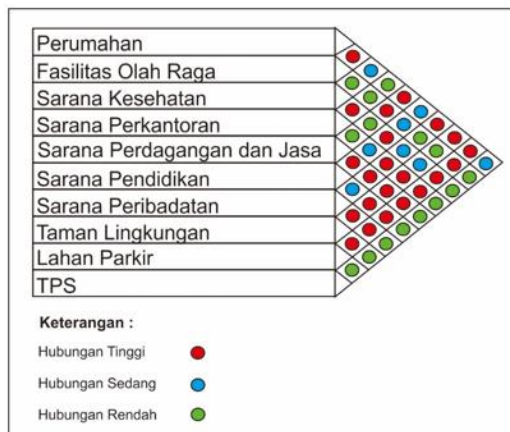 Perumahan
Fasilitas Olah Raga
Sarana Kesehatan
Sarana Perkantoran
Sarana Perdagangan dan Jasa
Sarana Pendidikan
Sarana Peribadatan
Taman Lingkungan
Lahan Parkir
TPS
Keterangan :
Hubungan Tinggi
Hubungan Sedang
Hubungan Rendah